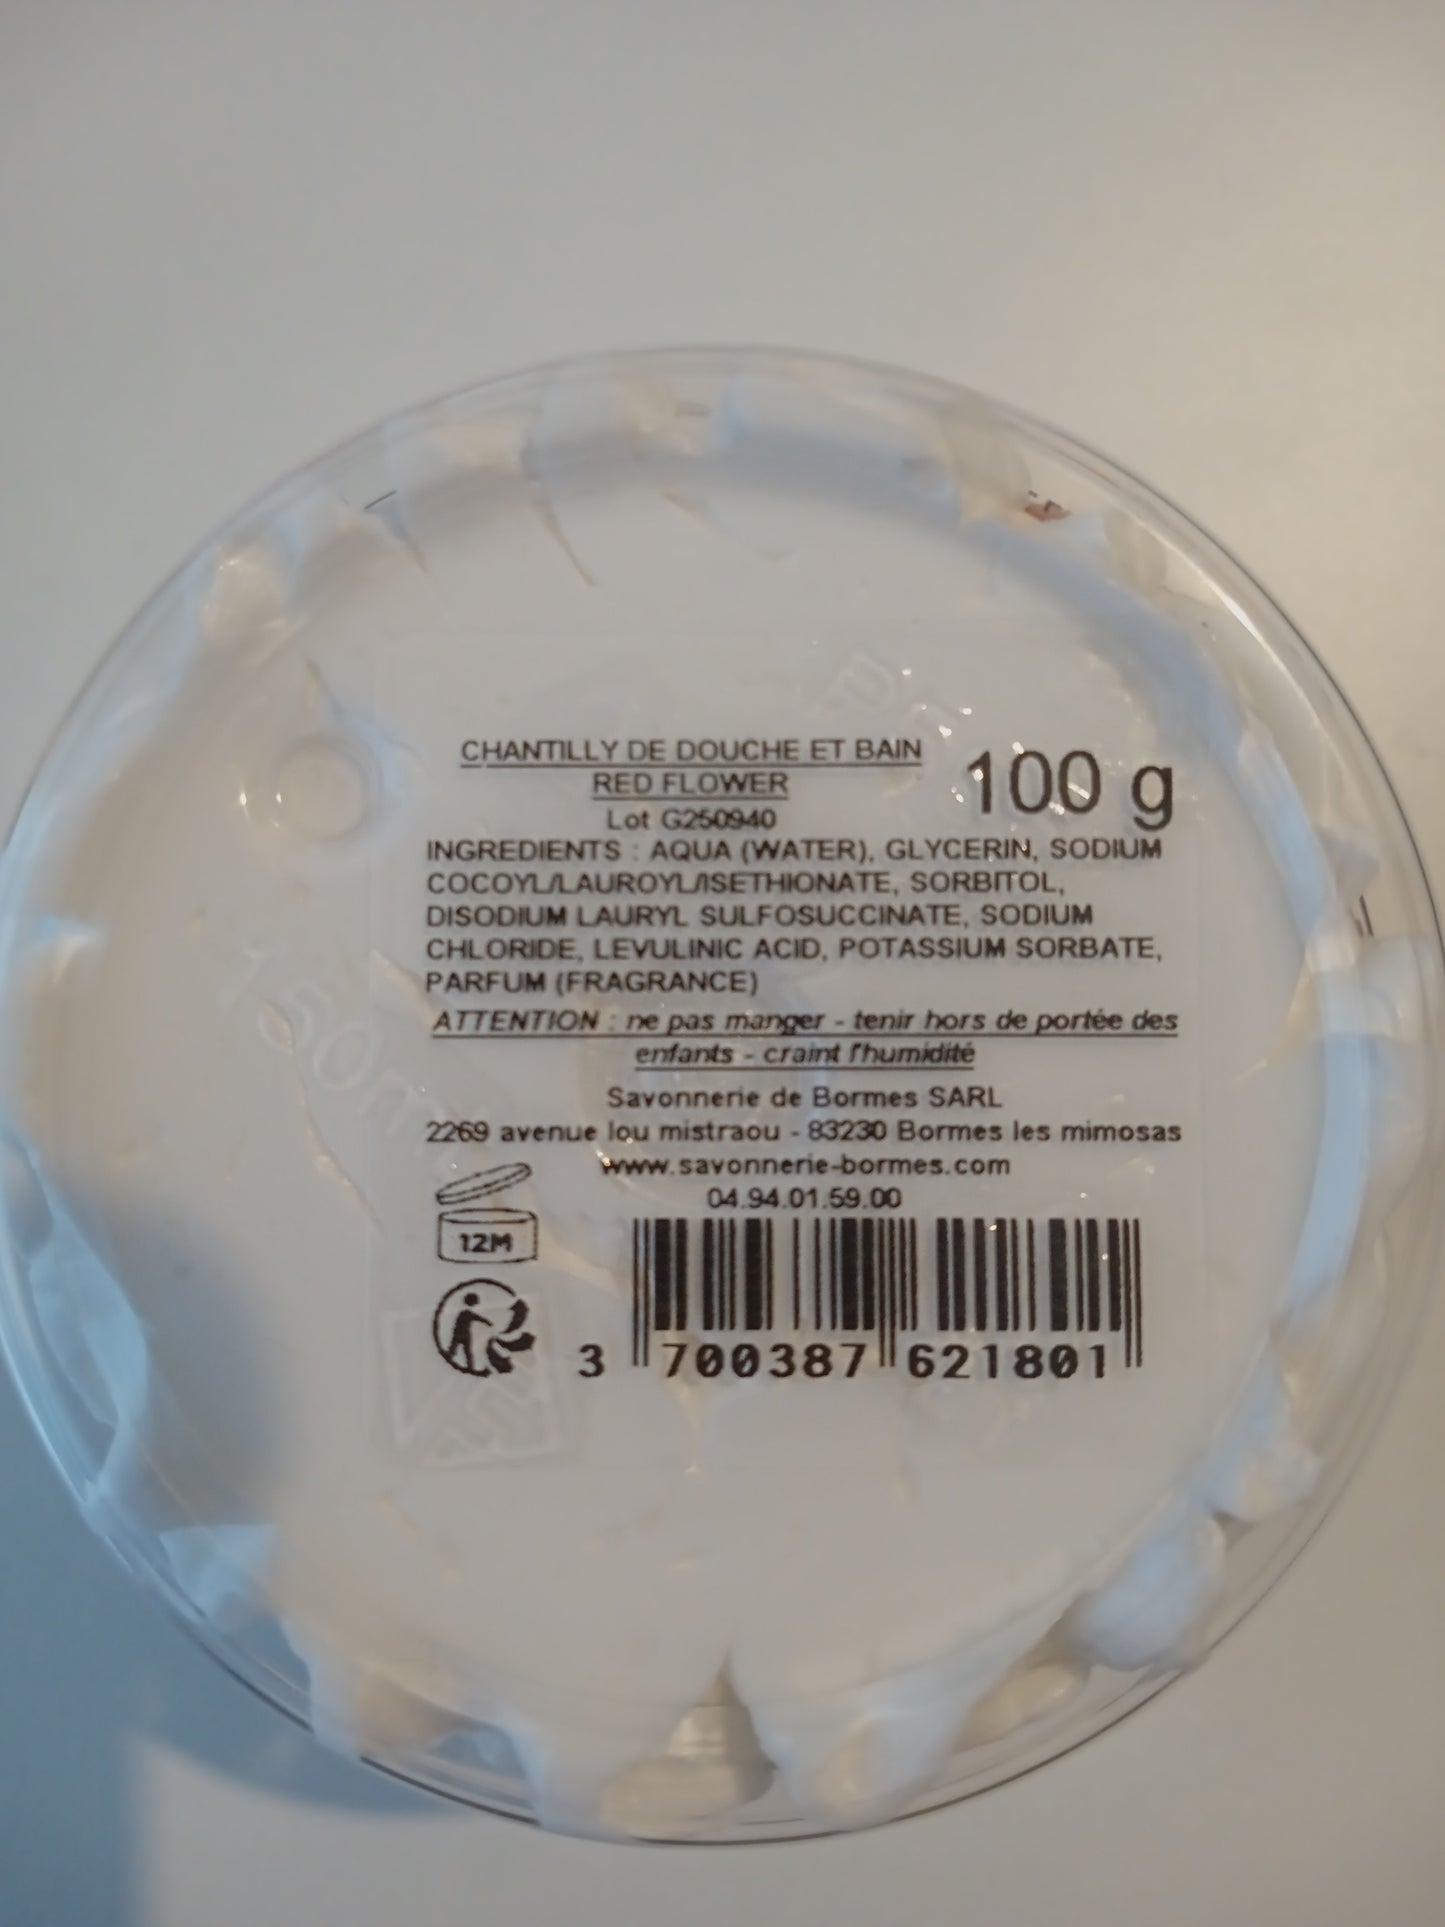 CHANTILLY DE DOUCHE ET BAIN
RED FLOWER
100 g
Lot G250940
INGREDIENTS : AQUA (WATER), GLYCERIN, SODIUM
COCOYL/LAUROYL/ISETHIONATE, SORBITOL,
DISODIUM LAURYL SULFOSUCCINATE, SODIUM
CHLORIDE, LEVULINIC ACID, POTASSIUM SORBATE,
PARFUM (FRAGRANCE)
ATTENTION : ne pas manger - tenir hors de portée des
enfants - craint l'humidité
Savonnerie de Bormes SARL
2269 avenue lou mistraou - 83230 Bormes les mimosas
www.savonnerie-bormes.com
04.94.01.59.00
12M
3 700387 621801
150m